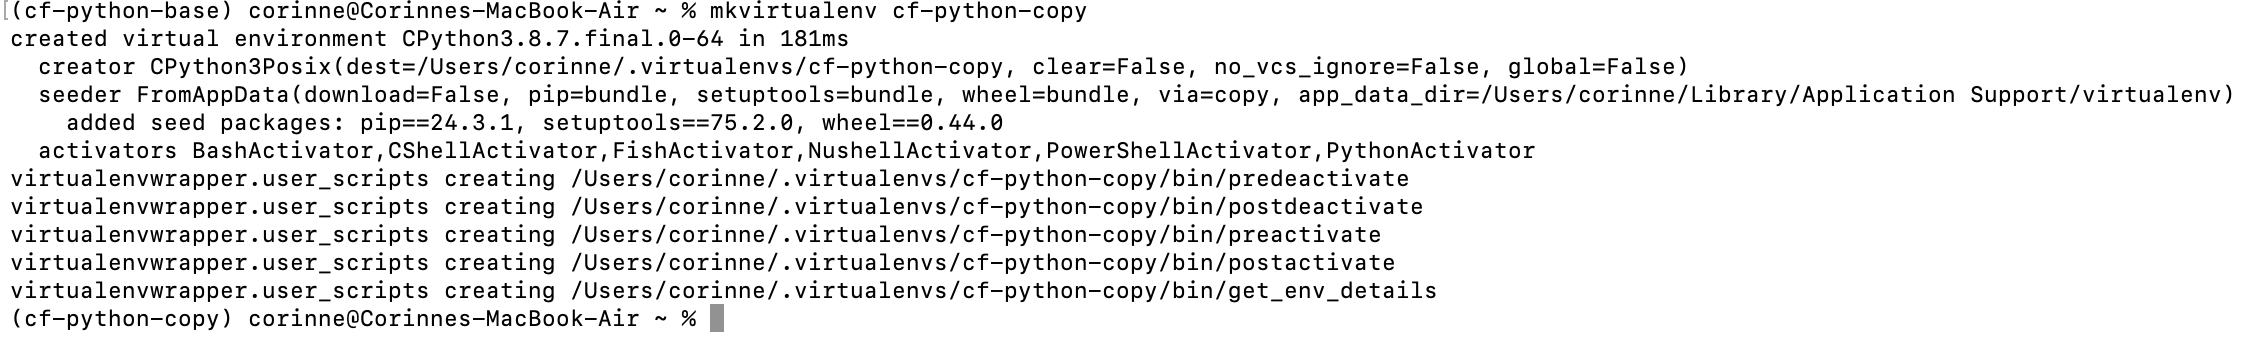 (cf-python-base) corinne@Corinnes-MacBook-Air ~ % mkvirtualenv cf-python-copy
created virtual environment CPython3.8.7.final.0-64 in 181ms
  creator CPython3Posix(dest=/Users/corinne/.virtualenvs/cf-python-copy, clear=False, no_vcs_ignore=False, global=False)
  seeder FromAppData(download=False, pip=bundle, setuptools=bundle, wheel=bundle, via=copy, app_data_dir=/Users/corinne/Library/Application Support/virtualenv)
    added seed packages: pip==24.3.1, setuptools==75.2.0, wheel==0.44.0
  activators BashActivator,CShellActivator,FishActivator,NushellActivator,PowerShellActivator,PythonActivator
virtualenvwrapper.user_scripts creating /Users/corinne/.virtualenvs/cf-python-copy/bin/predeactivate
virtualenvwrapper.user_scripts creating /Users/corinne/.virtualenvs/cf-python-copy/bin/postdeactivate
virtualenvwrapper.user_scripts creating /Users/corinne/.virtualenvs/cf-python-copy/bin/preactivate
virtualenvwrapper.user_scripts creating /Users/corinne/.virtualenvs/cf-python-copy/bin/postactivate
virtualenvwrapper.user_scripts creating /Users/corinne/.virtualenvs/cf-python-copy/bin/get_env_details
(cf-python-copy) corinne@Corinnes-MacBook-Air ~ %